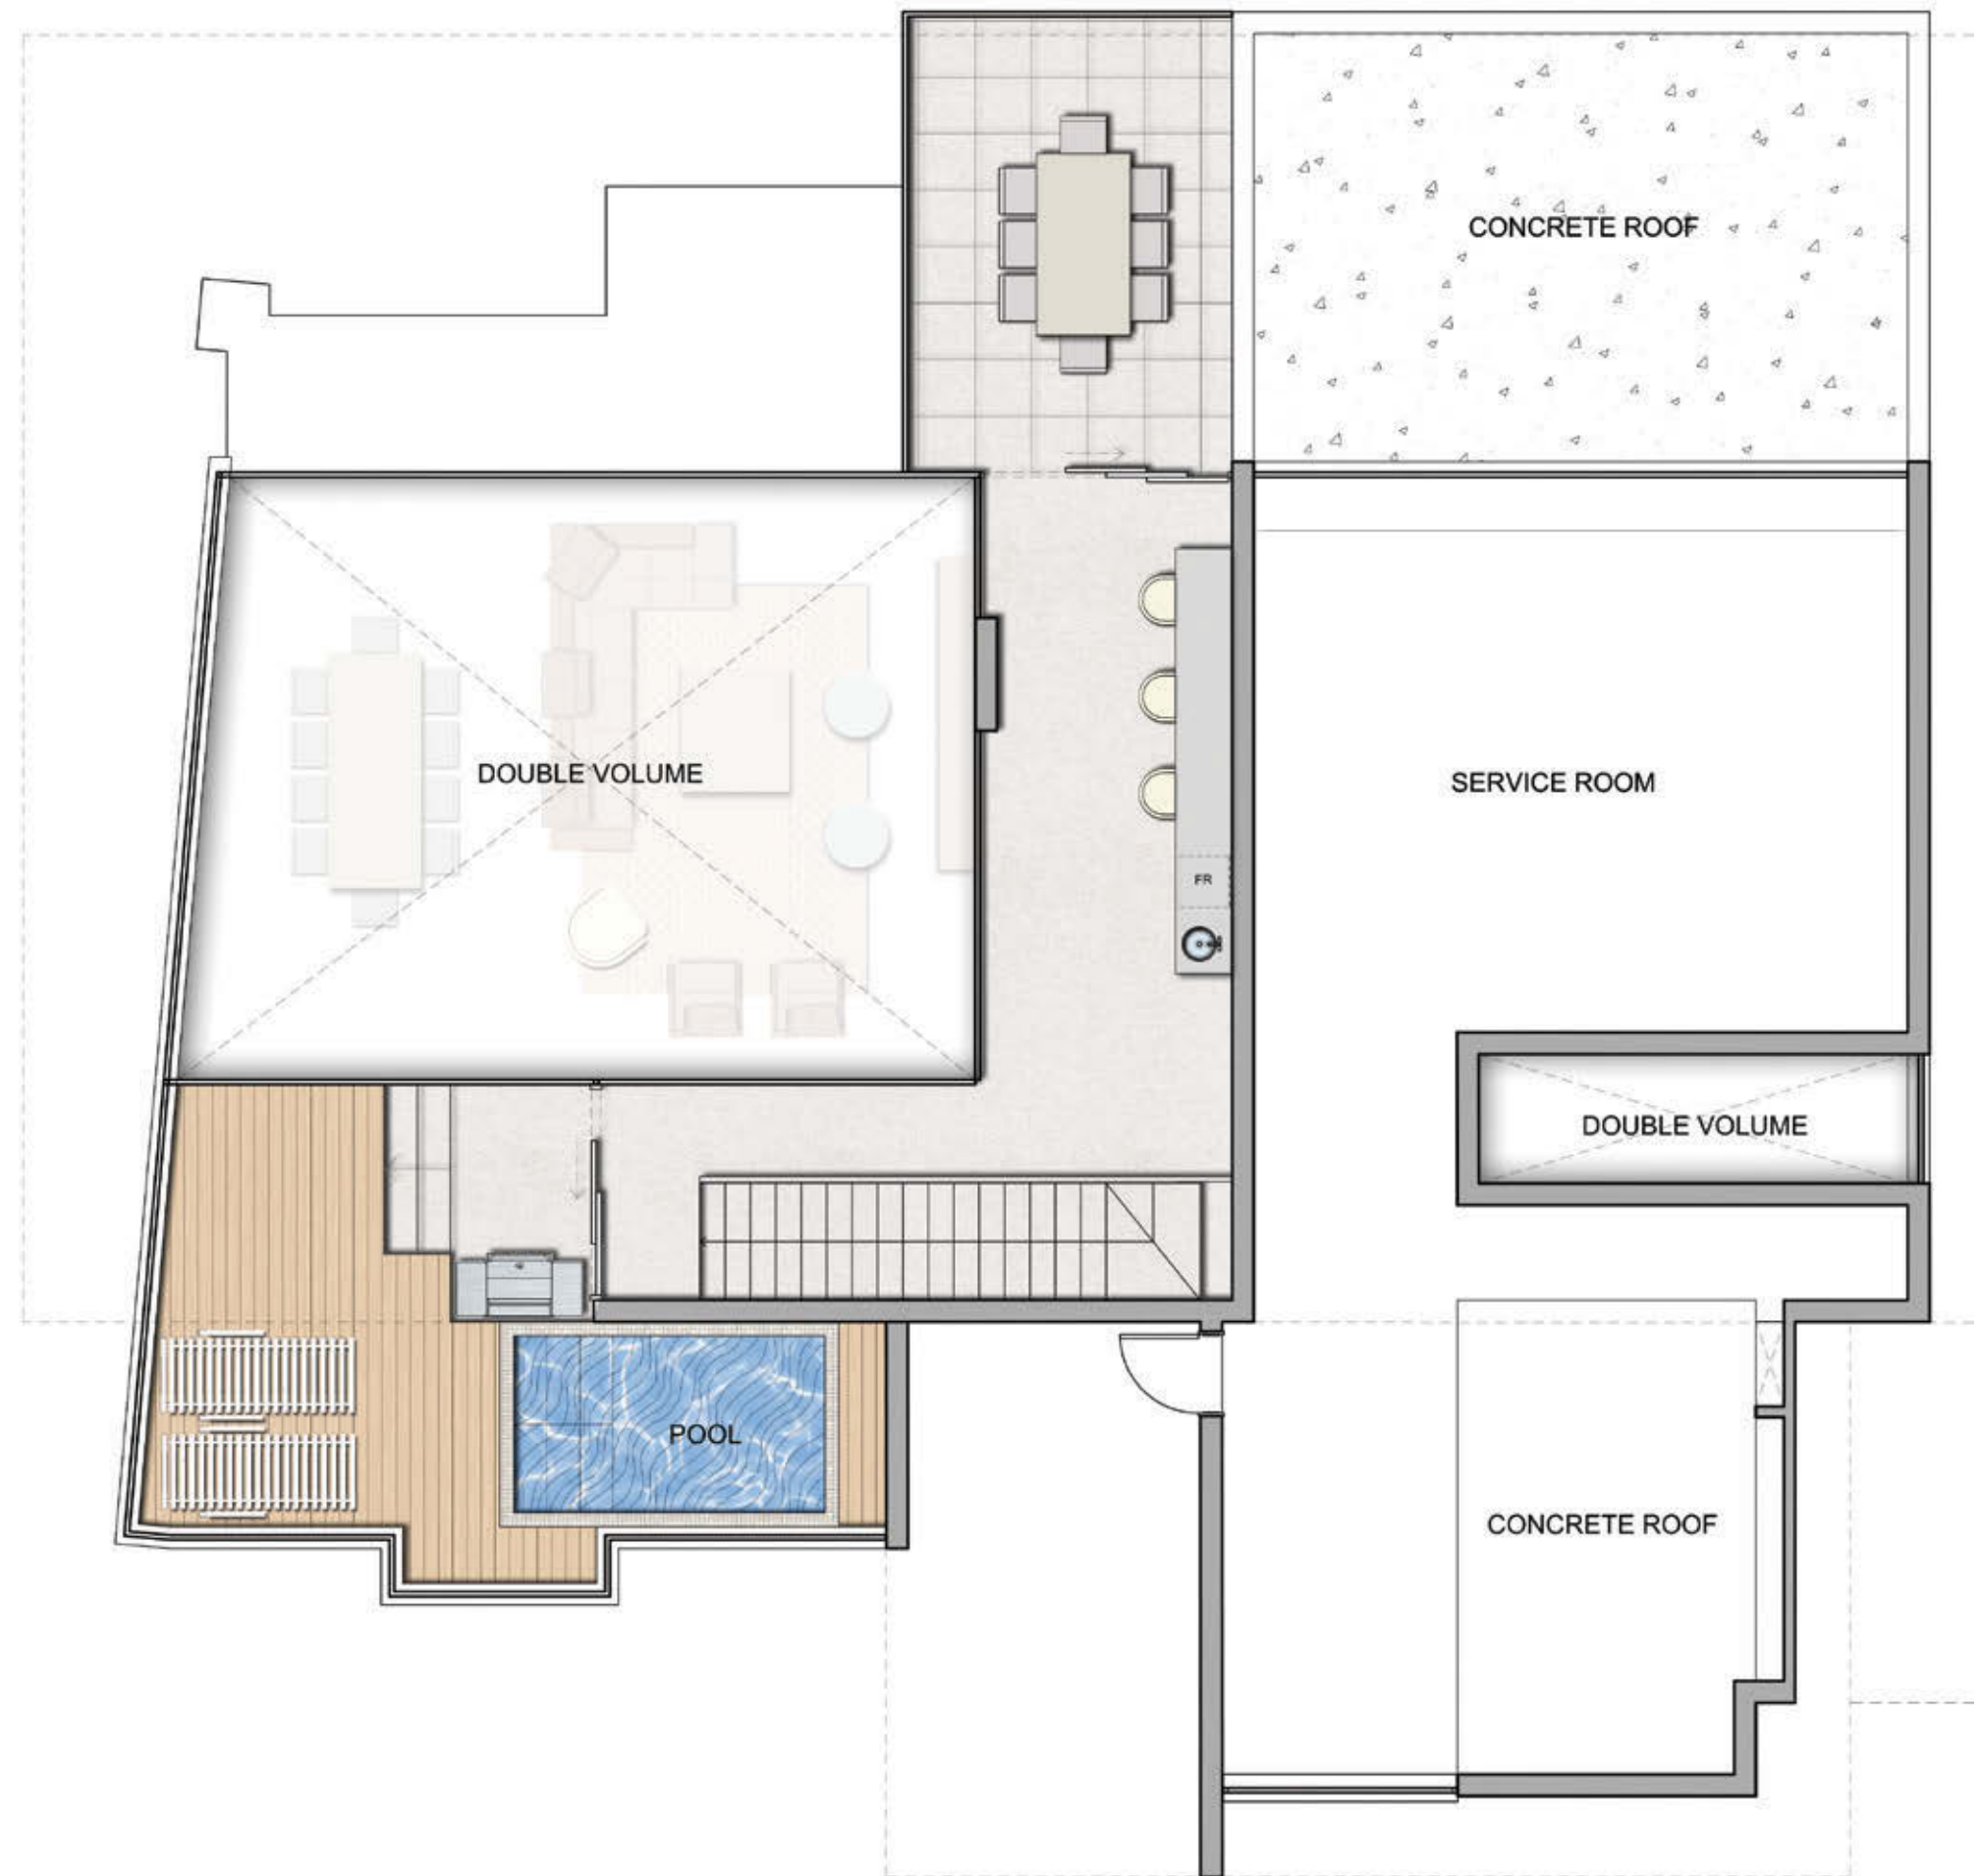 CONCRETE ROOF
DOUBLE VOLUME
SERVICE ROOM
FR
DOUBLE VOLUME
POOL
CONCRETE ROOF